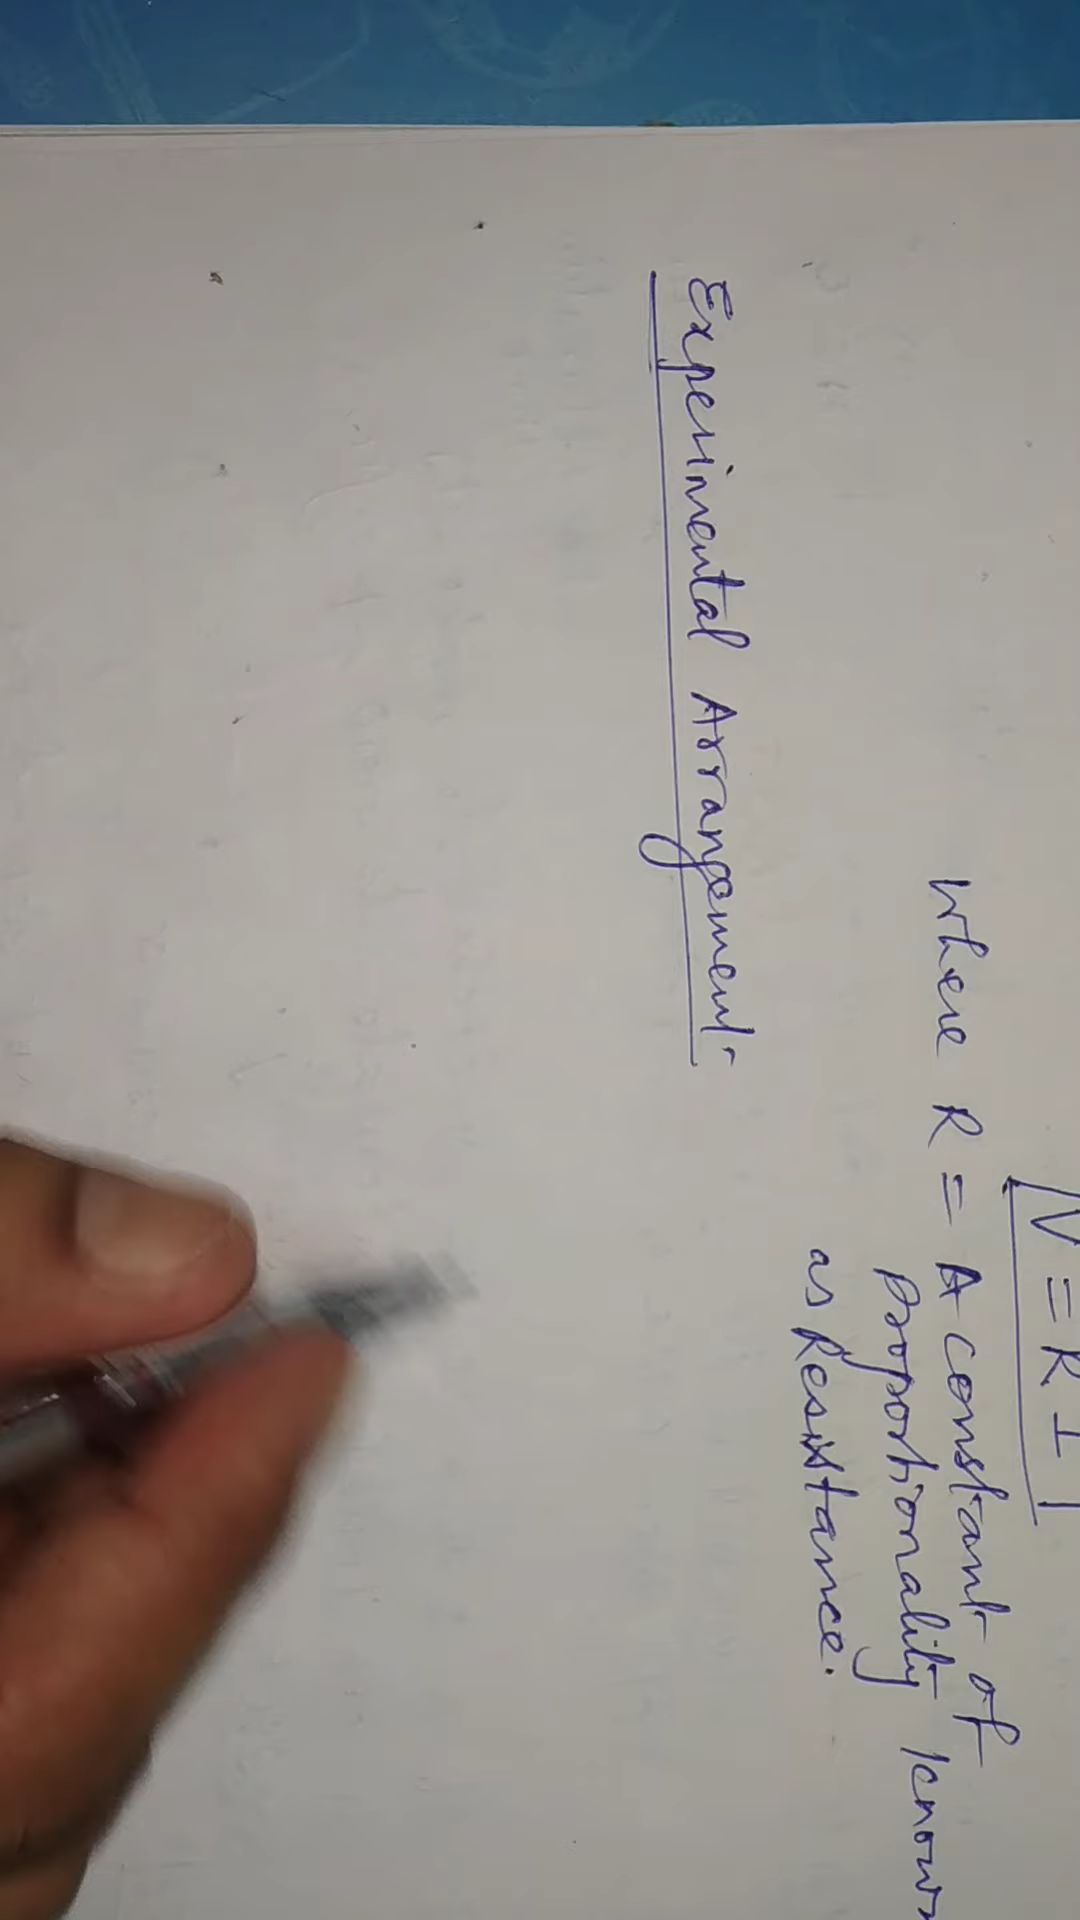 V = R I
Where R = A constant of
proportionality known
as Resistance.
Experimental Arrangement-